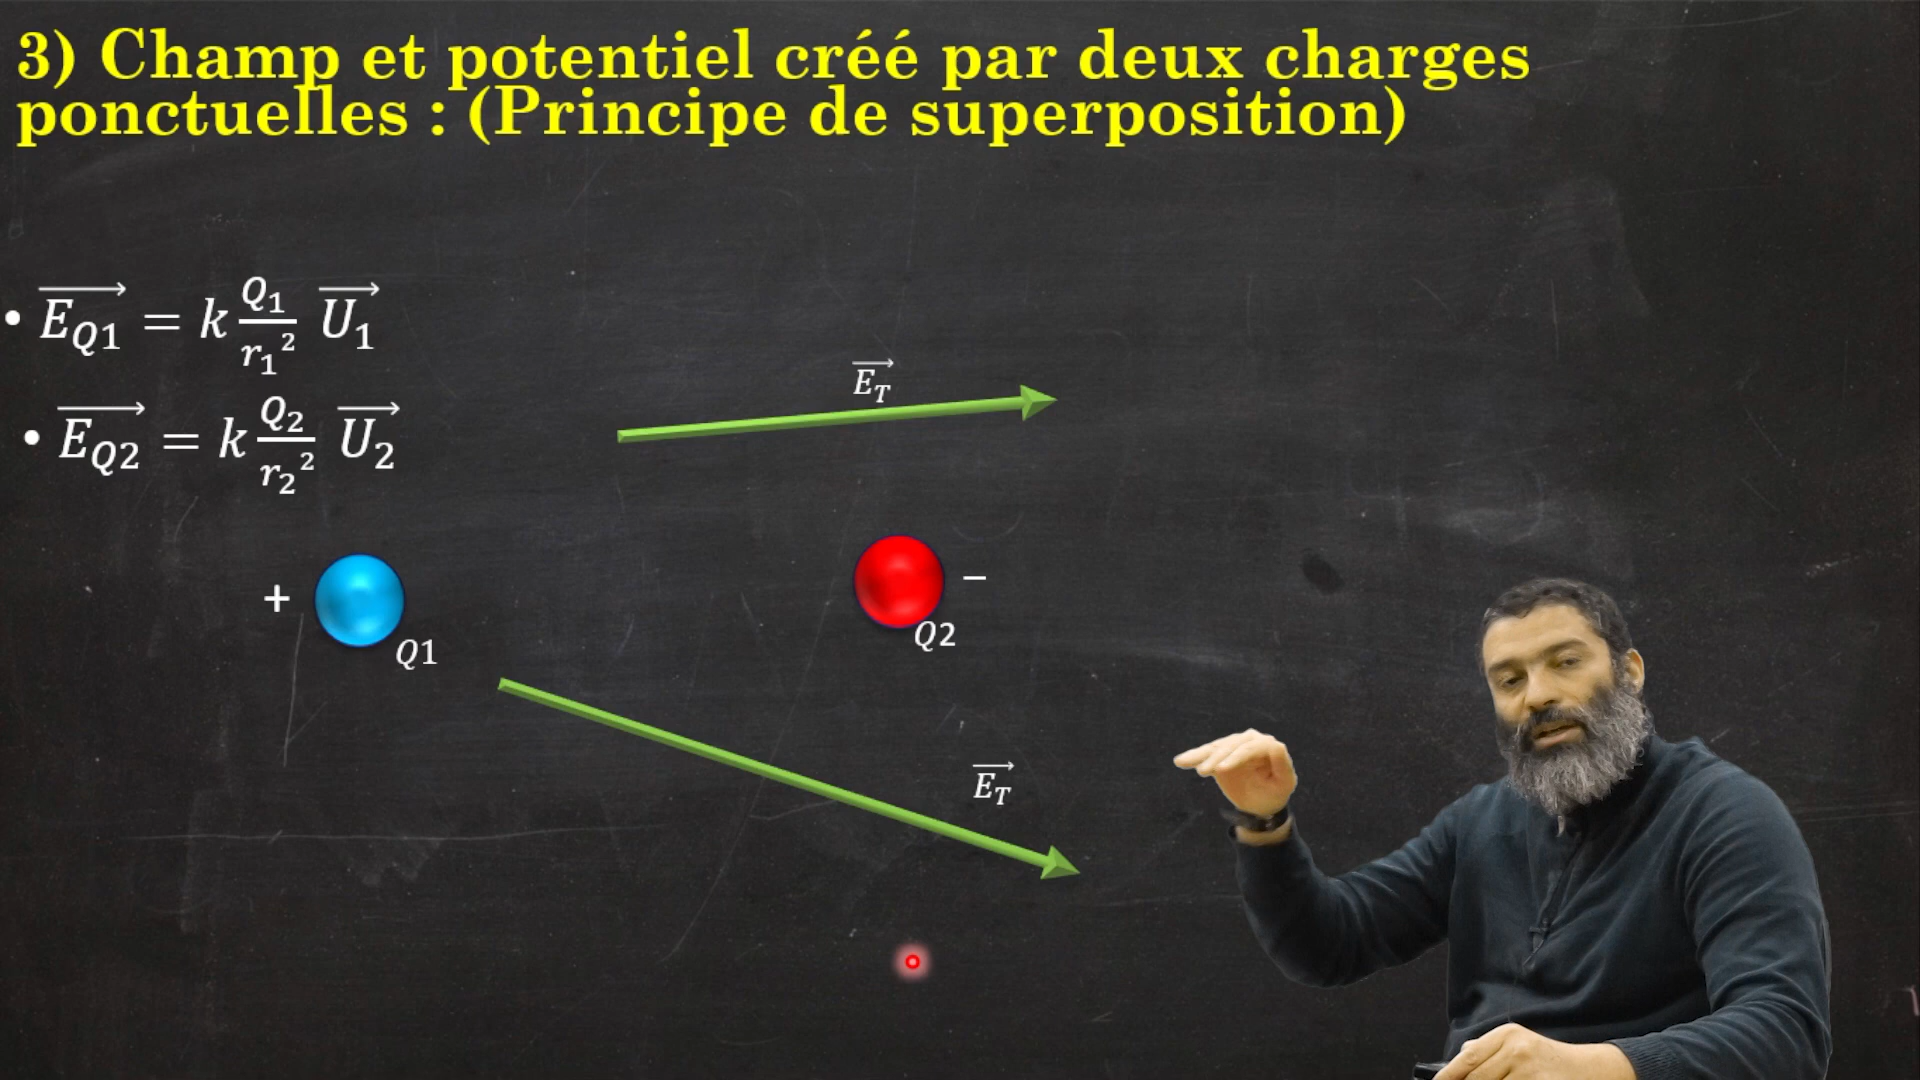 3) Champ et potentiel créé par deux charges
ponctuelles : (Principe de superposition)
• $\overrightarrow{E_{Q1}} = k \frac{Q_1}{{r_1}^2} \overrightarrow{U_1}$
• $\overrightarrow{E_{Q2}} = k \frac{Q_2}{{r_2}^2} \overrightarrow{U_2}$
$\overrightarrow{E_T}$
+
−
Q1
Q2
$\overrightarrow{E_T}$